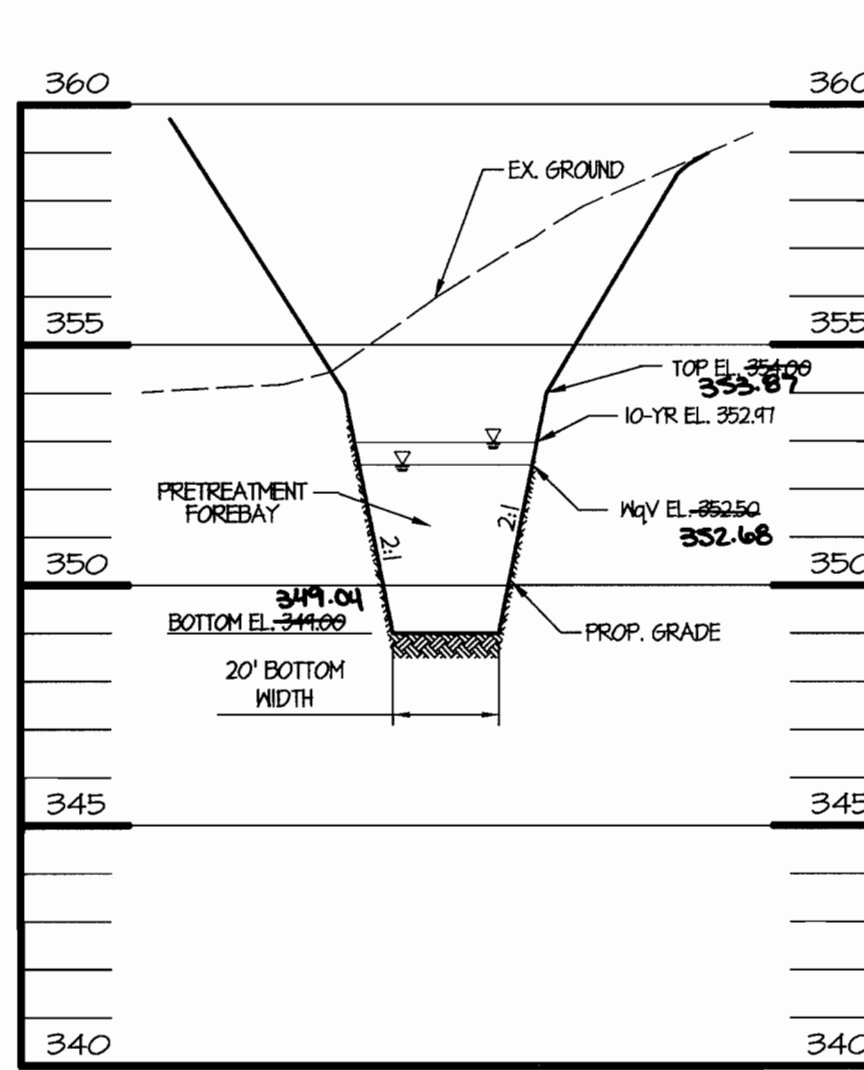 360 360
EX. GROUND
355 355
TOP EL. 354.00
353.87
10-YR EL. 352.97
PRETREATMENT
FOREBAY
WqV EL. 352.50
352.68
2:1 2:1
350 350
349.04
BOTTOM EL. 349.00
PROP. GRADE
20' BOTTOM
WIDTH
345 345
340 340